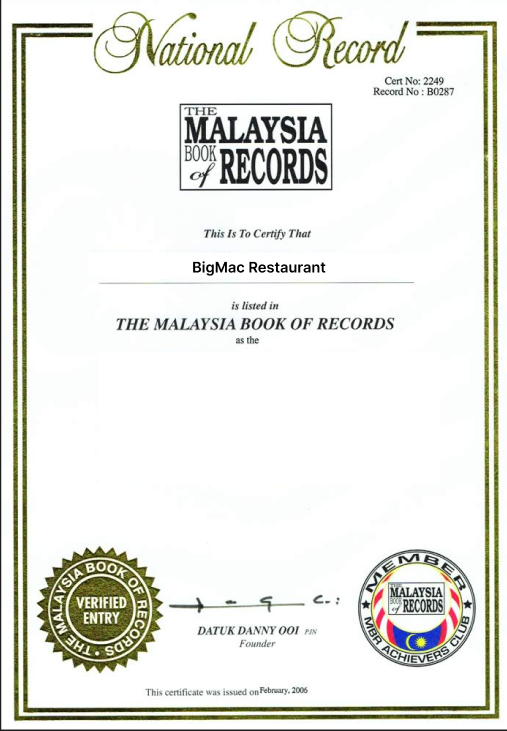 National Record
Cert No: 2249
Record No : B0287
THE
MALAYSIA
BOOK
of RECORDS
This Is To Certify That
BigMac Restaurant
is listed in
THE MALAYSIA BOOK OF RECORDS
as the
THE MALAYSIA BOOK OF RECORDS
VERIFIED
ENTRY
DATUK DANNY OOI PJN
Founder
MEMBER
THE
MALAYSIA
BOOK
of RECORDS
MBR ACHIEVERS CLUB
This certificate was issued on February, 2006